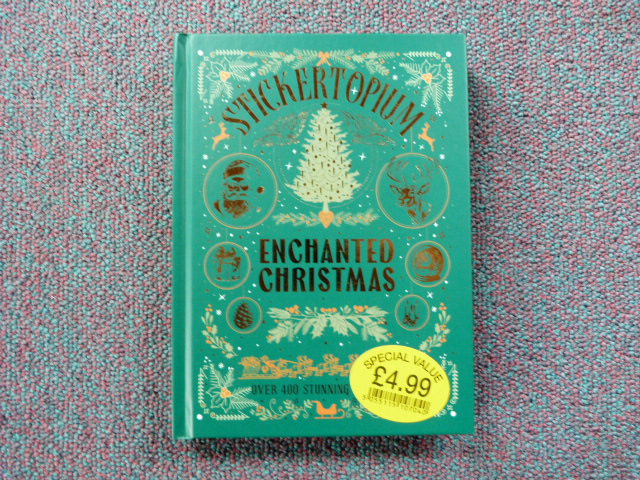 STICKERTOPIUM
ENCHANTED
CHRISTMAS
OVER 400 STUNNING
SPECIAL VALUE
£4.99